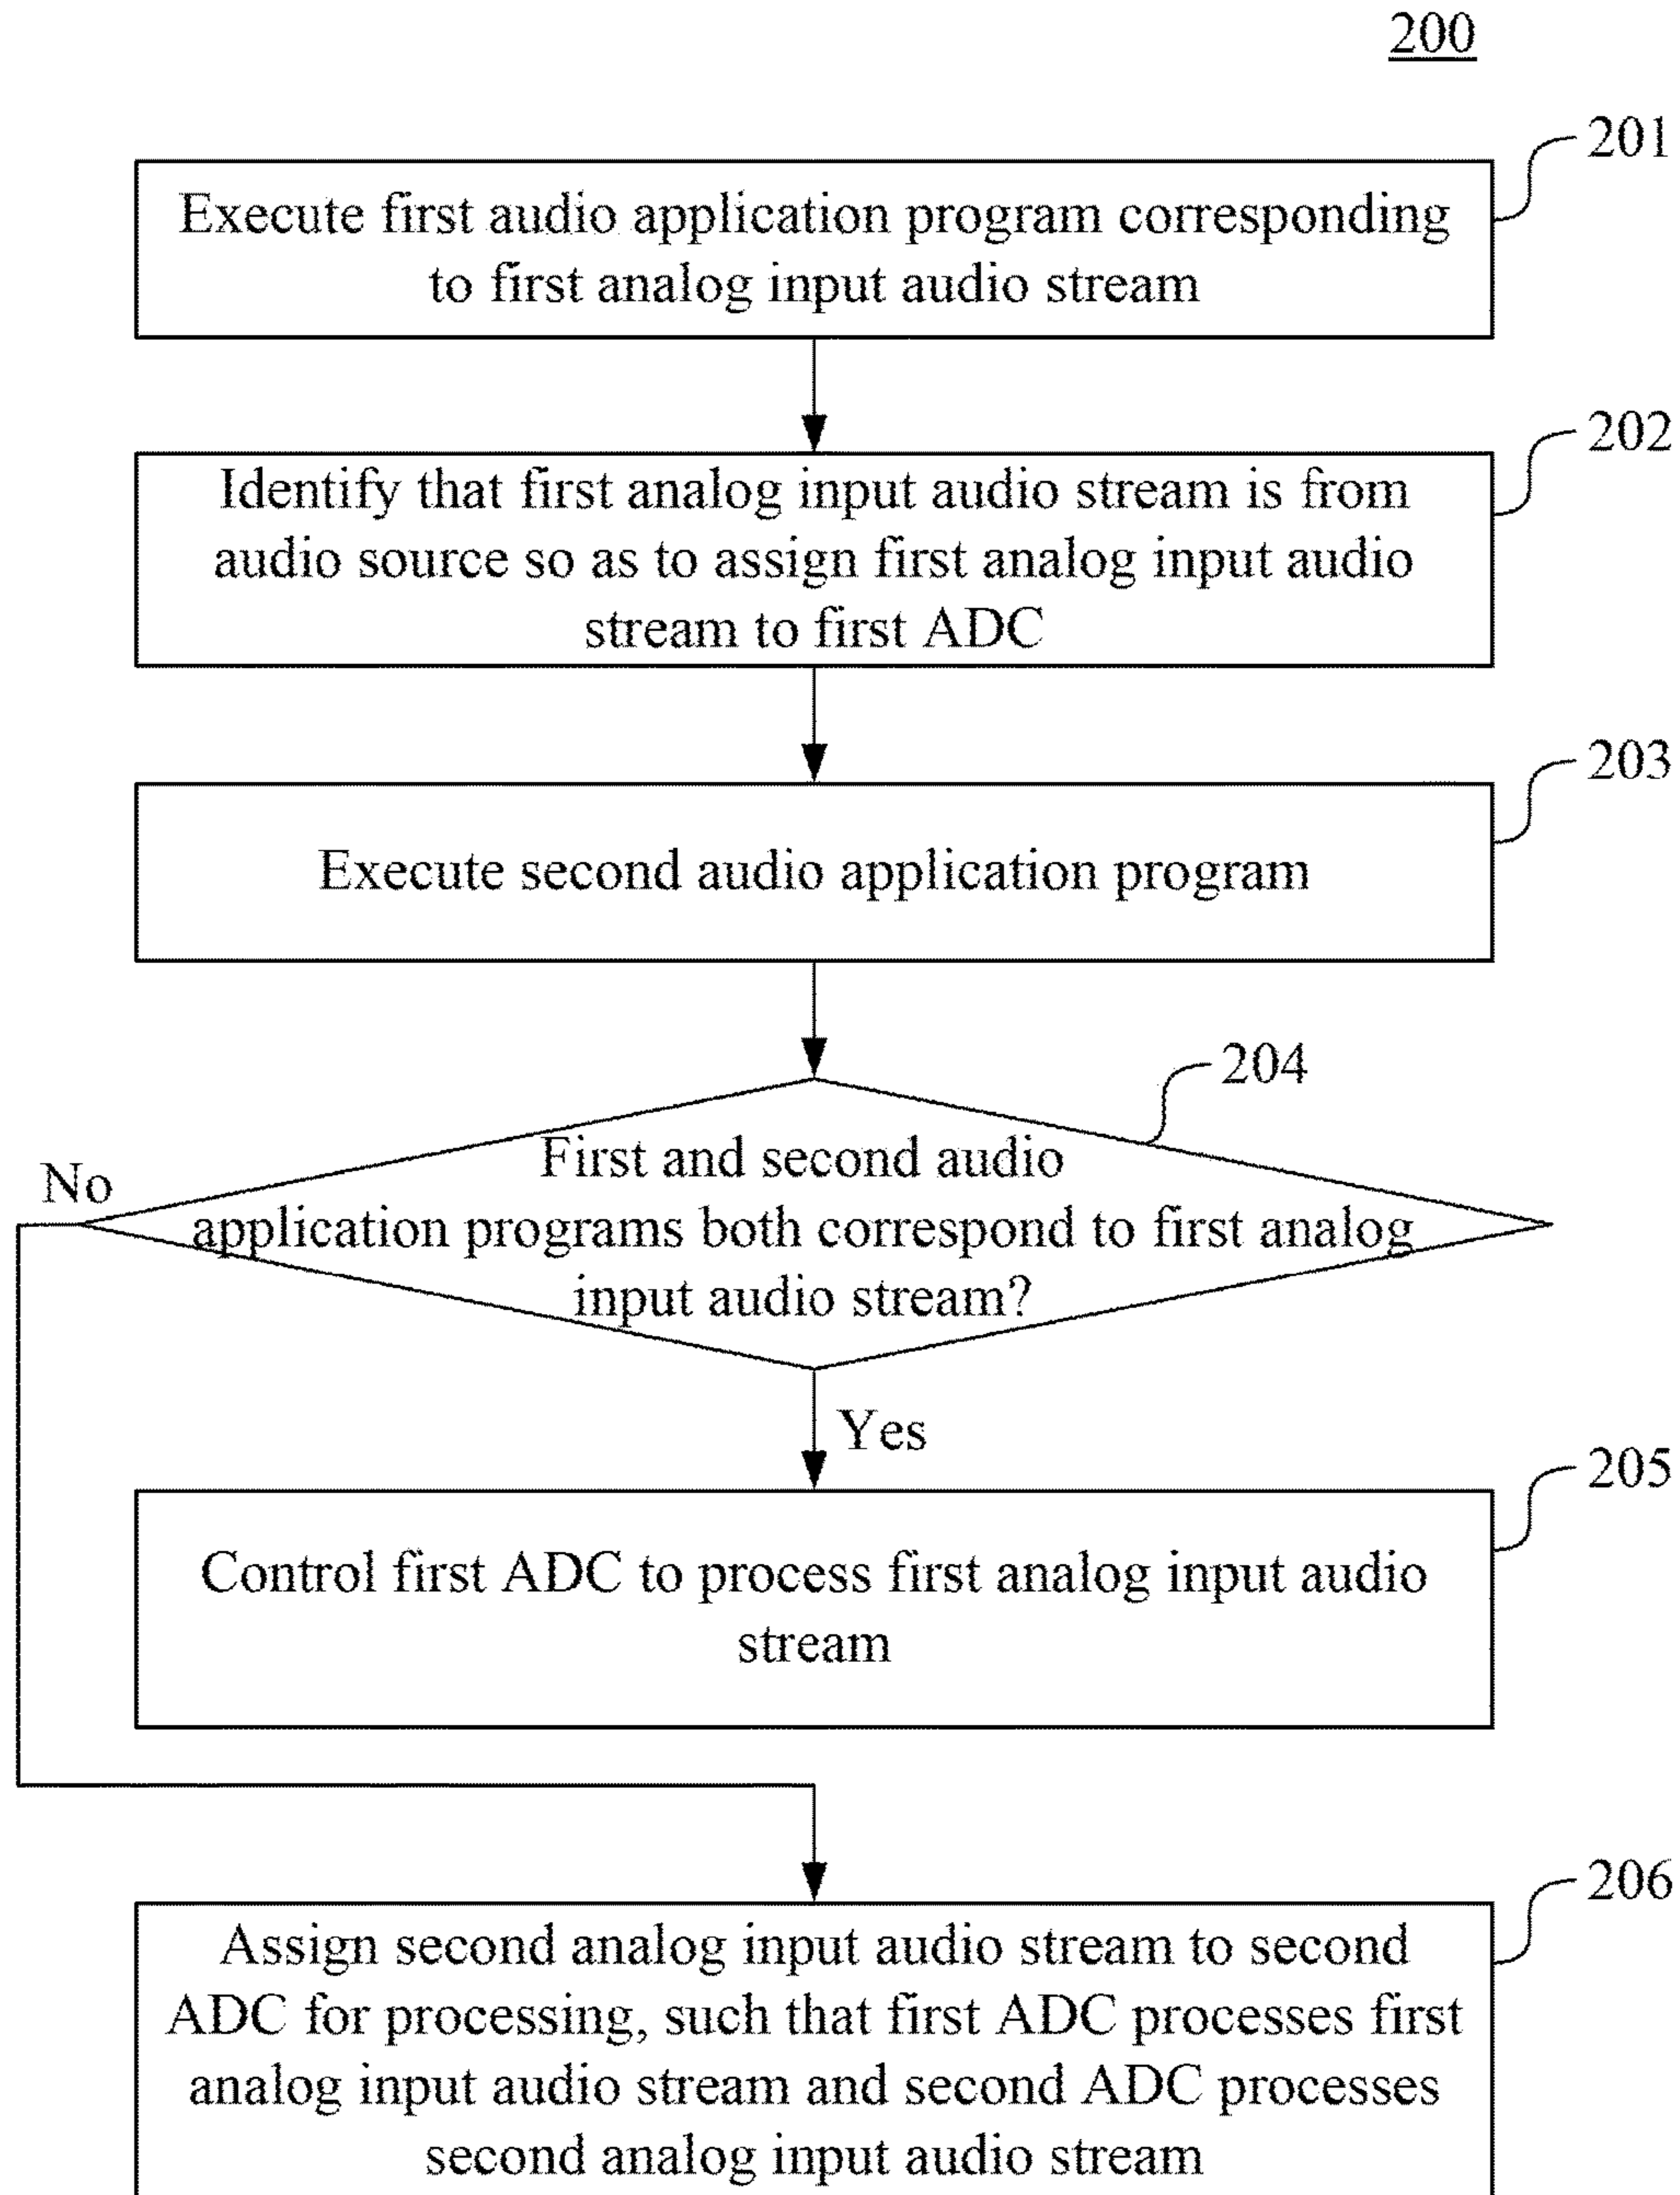 200
201
Execute first audio application program corresponding
to first analog input audio stream
202
Identify that first analog input audio stream is from
audio source so as to assign first analog input audio
stream to first ADC
203
Execute second audio application program
204
First and second audio
application programs both correspond to first analog
input audio stream?
No
Yes
205
Control first ADC to process first analog input audio
stream
206
Assign second analog input audio stream to second
ADC for processing, such that first ADC processes first
analog input audio stream and second ADC processes
second analog input audio stream